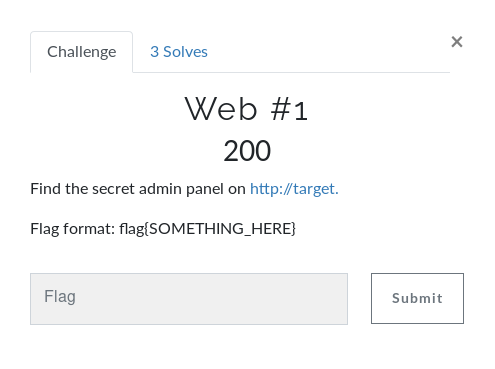 Challenge
3 Solves
×
Web #1
200
Find the secret admin panel on http://target.
Flag format: flag{SOMETHING_HERE}
Flag
Submit